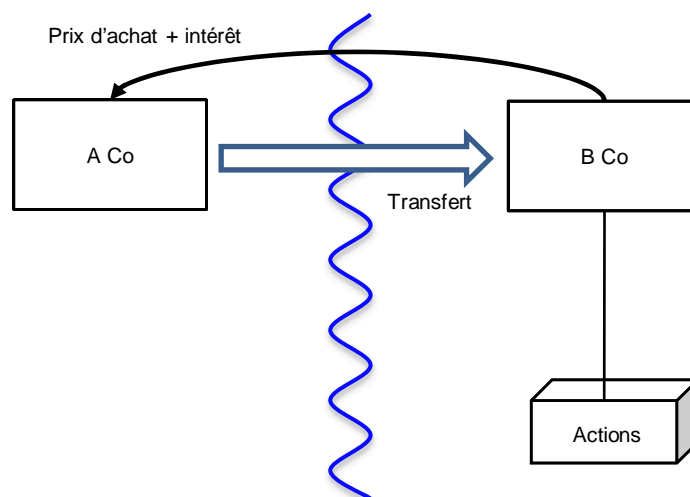 Prix d'achat + intérêt
A Co
B Co
Transfert
Actions